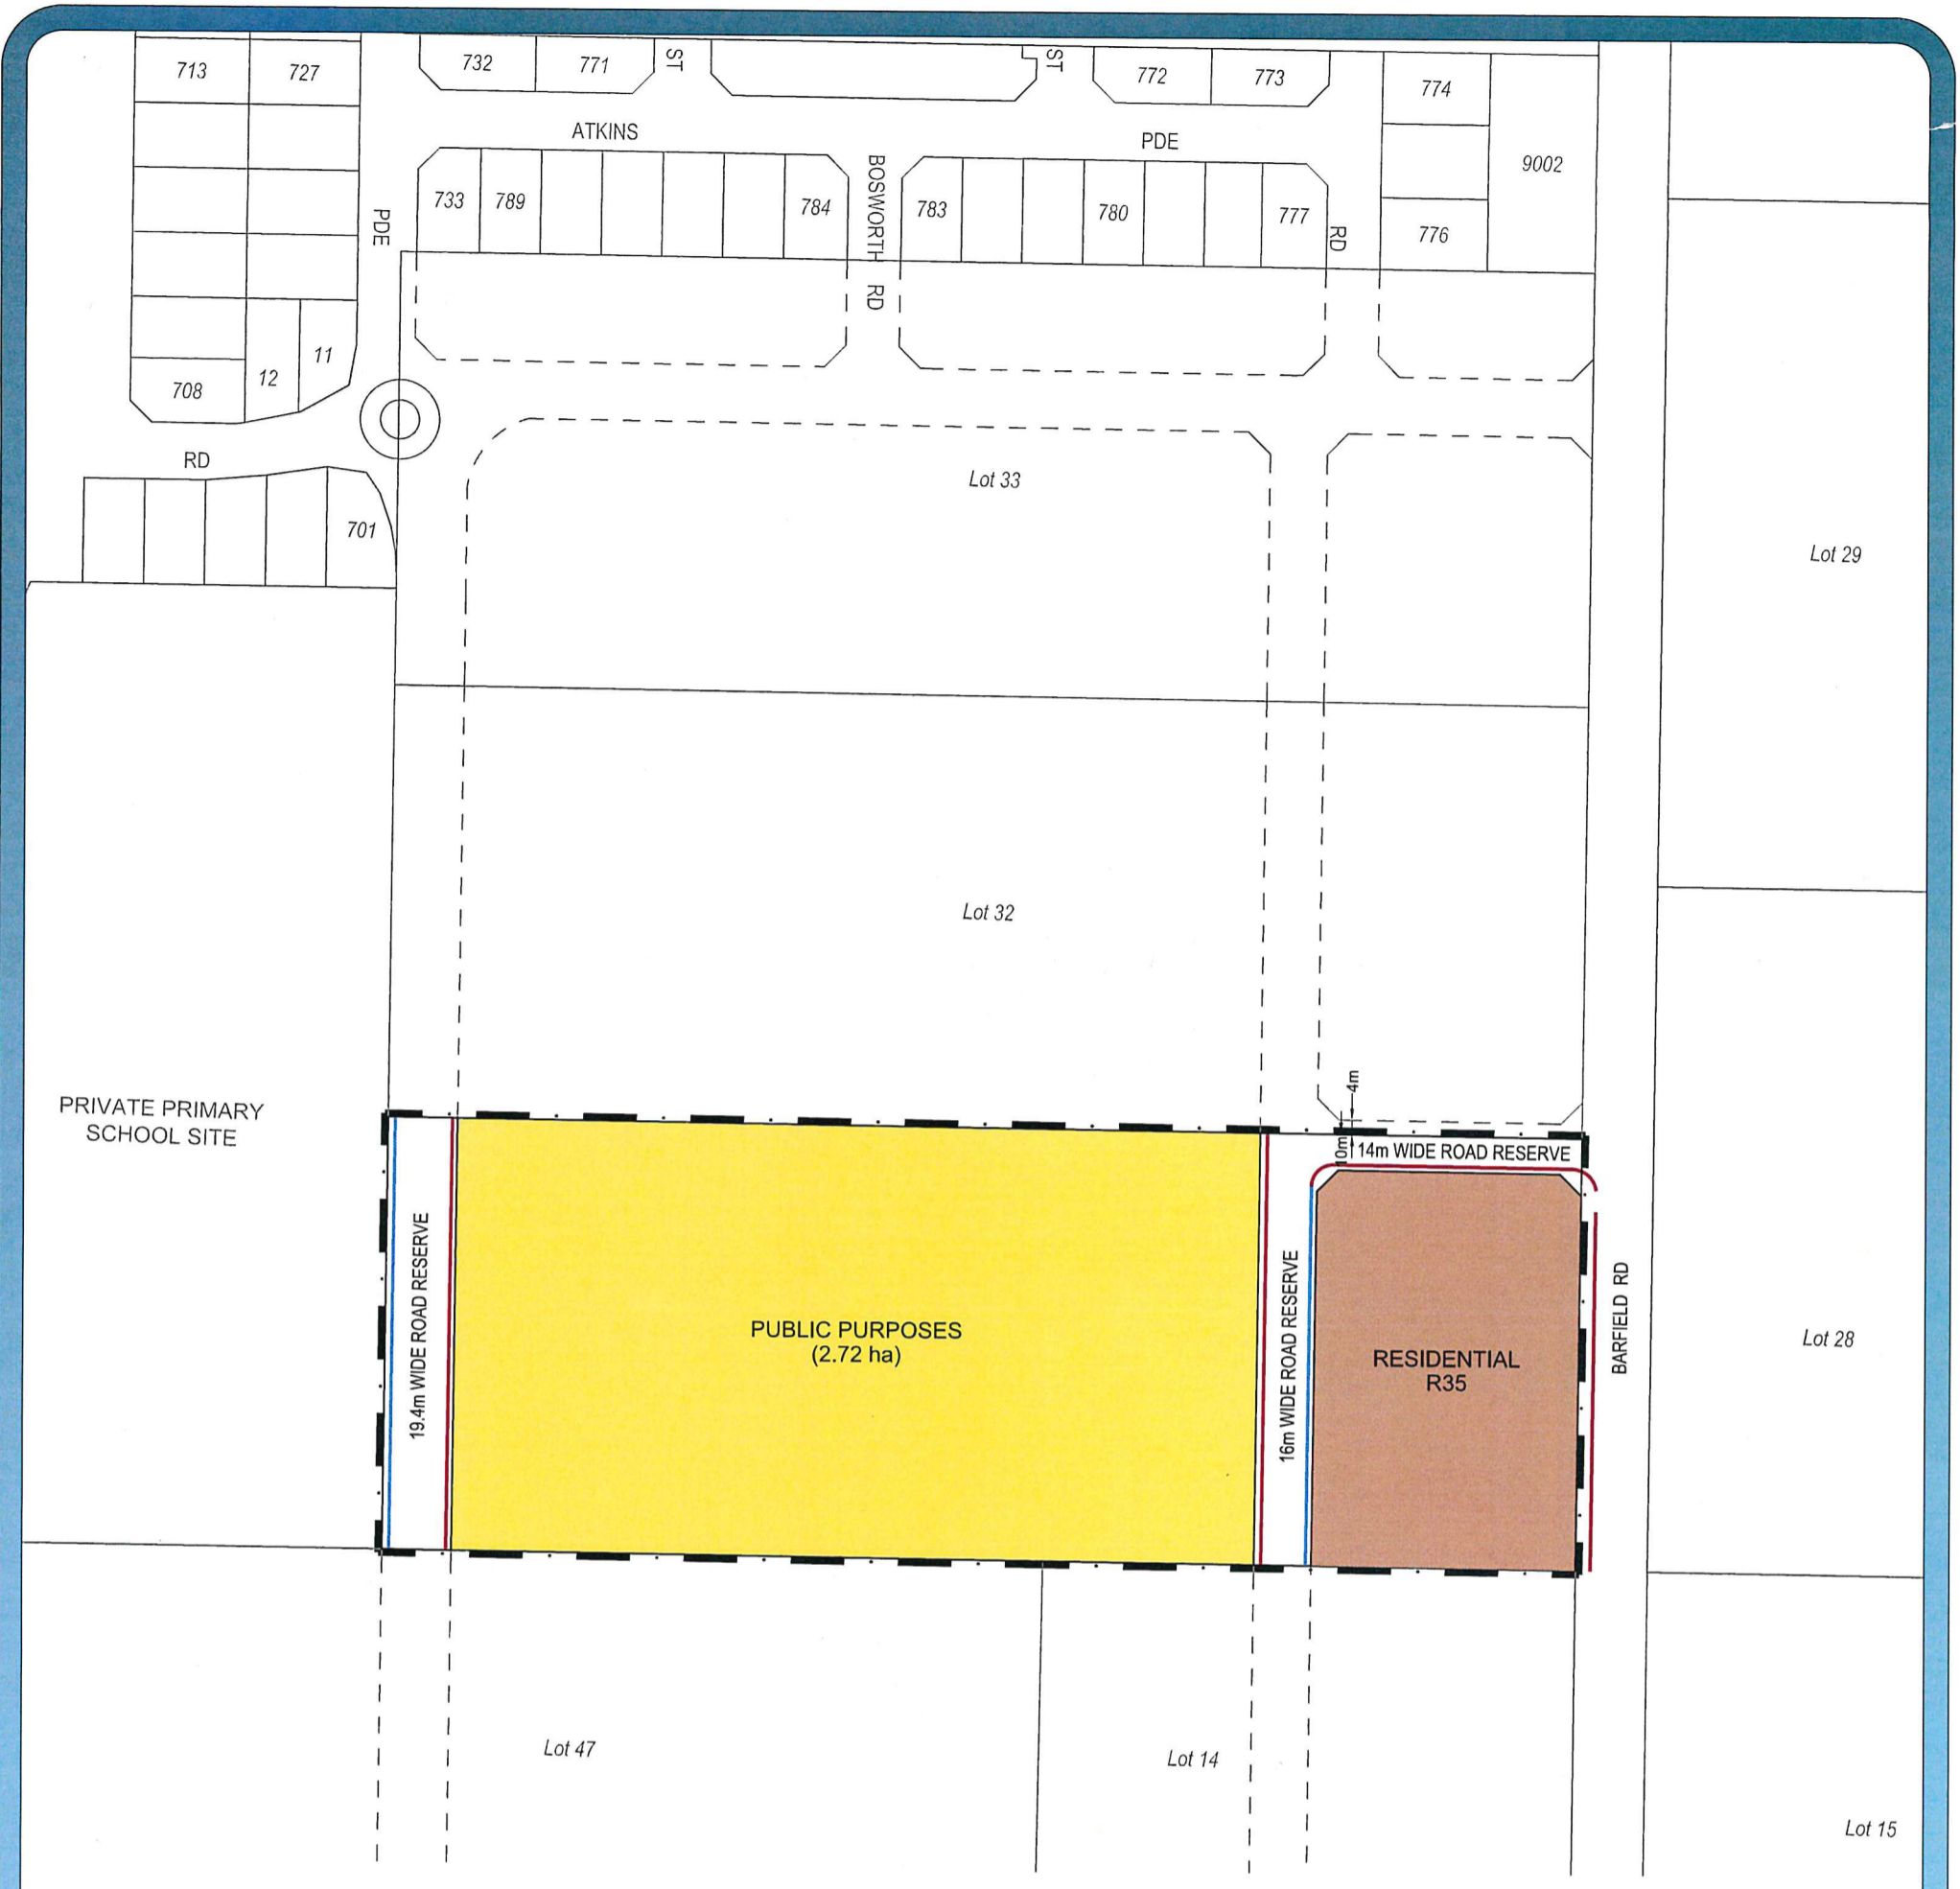 713
727
732
771
ST
ST
772
773
774
9002
ATKINS
PDE
PDE
733
789
784
BOSWORTH RD
783
780
777
RD
776
11
12
708
RD
701
Lot 33
Lot 29
Lot 32
PRIVATE PRIMARY
SCHOOL SITE
4m
10m
14m WIDE ROAD RESERVE
19.4m WIDE ROAD RESERVE
PUBLIC PURPOSES
(2.72 ha)
16m WIDE ROAD RESERVE
RESIDENTIAL
R35
BARFIELD RD
Lot 28
Lot 47
Lot 14
Lot 15